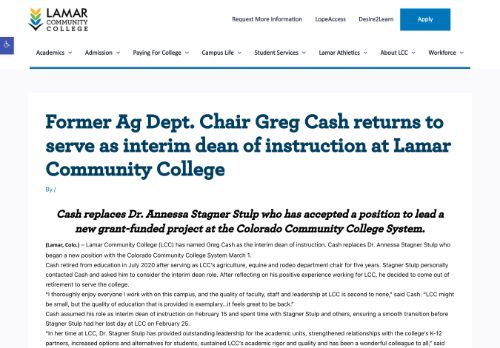 LAMAR
COMMUNITY
COLLEGE
Request More Information LopeAccess Desire2Learn Apply
Academics Admission Paying For College Campus Life Student Services Lamar Athletics About LCC Workforce
Former Ag Dept. Chair Greg Cash returns to
serve as interim dean of instruction at Lamar
Community College
By /
Cash replaces Dr. Annessa Stagner Stulp who has accepted a position to lead a
new grant-funded project at the Colorado Community College System.
(Lamar, Colo.) – Lamar Community College (LCC) has named Greg Cash as the interim dean of instruction. Cash replaces Dr. Annessa Stagner Stulp who
began a new position with the Colorado Community College System March 1.
Cash retired from education in July 2020 after serving as LCC's agriculture, equine and rodeo department chair for five years. Stagner Stulp personally
contacted Cash and asked him to consider the interim dean role. After reflecting on his positive experience working for LCC, he decided to come out of
retirement to serve the college.
"I thoroughly enjoy everyone I work with on this campus, and the quality of faculty, staff and leadership at LCC is second to none," said Cash. "LCC might
be small, but the quality of education that is provided is exemplary...it feels great to be back."
Cash assumed his role as interim dean of instruction on February 15 and spent time with Stagner Stulp and others, ensuring a smooth transition before
Stagner Stulp had her last day at LCC on February 25.
"In her time at LCC, Dr. Stagner Stulp has provided outstanding leadership for the academic units, strengthened relationships with the college's K-12
partners, increased options and alternatives for students, sustained LCC's academic rigor and quality and has been a wonderful colleague to all," said